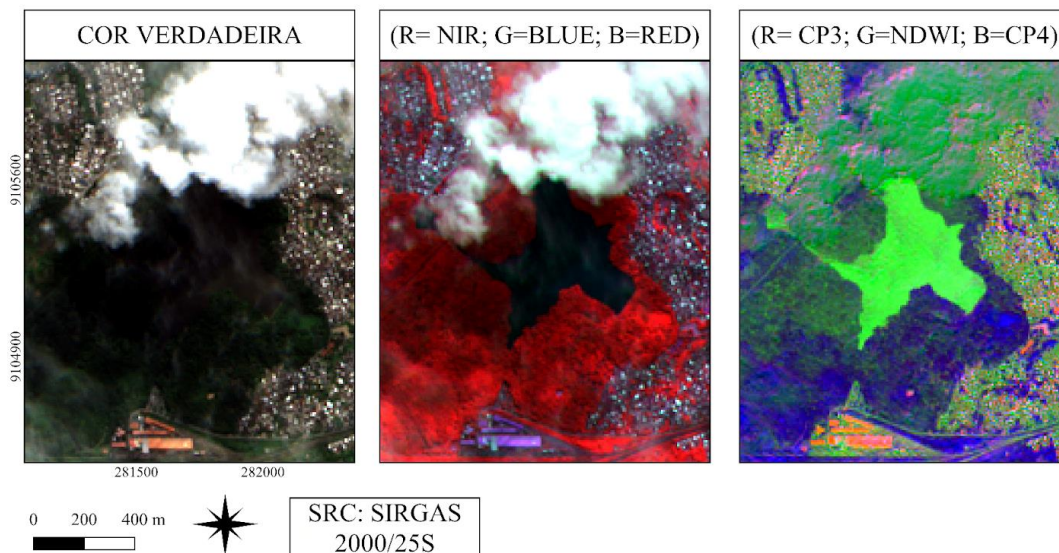 COR VERDADEIRA
(R= NIR; G=BLUE; B=RED)
(R= CP3; G=NDWI; B=CP4)
9105600
9104900
281500
282000
0 200 400 m
SRC: SIRGAS
2000/25S